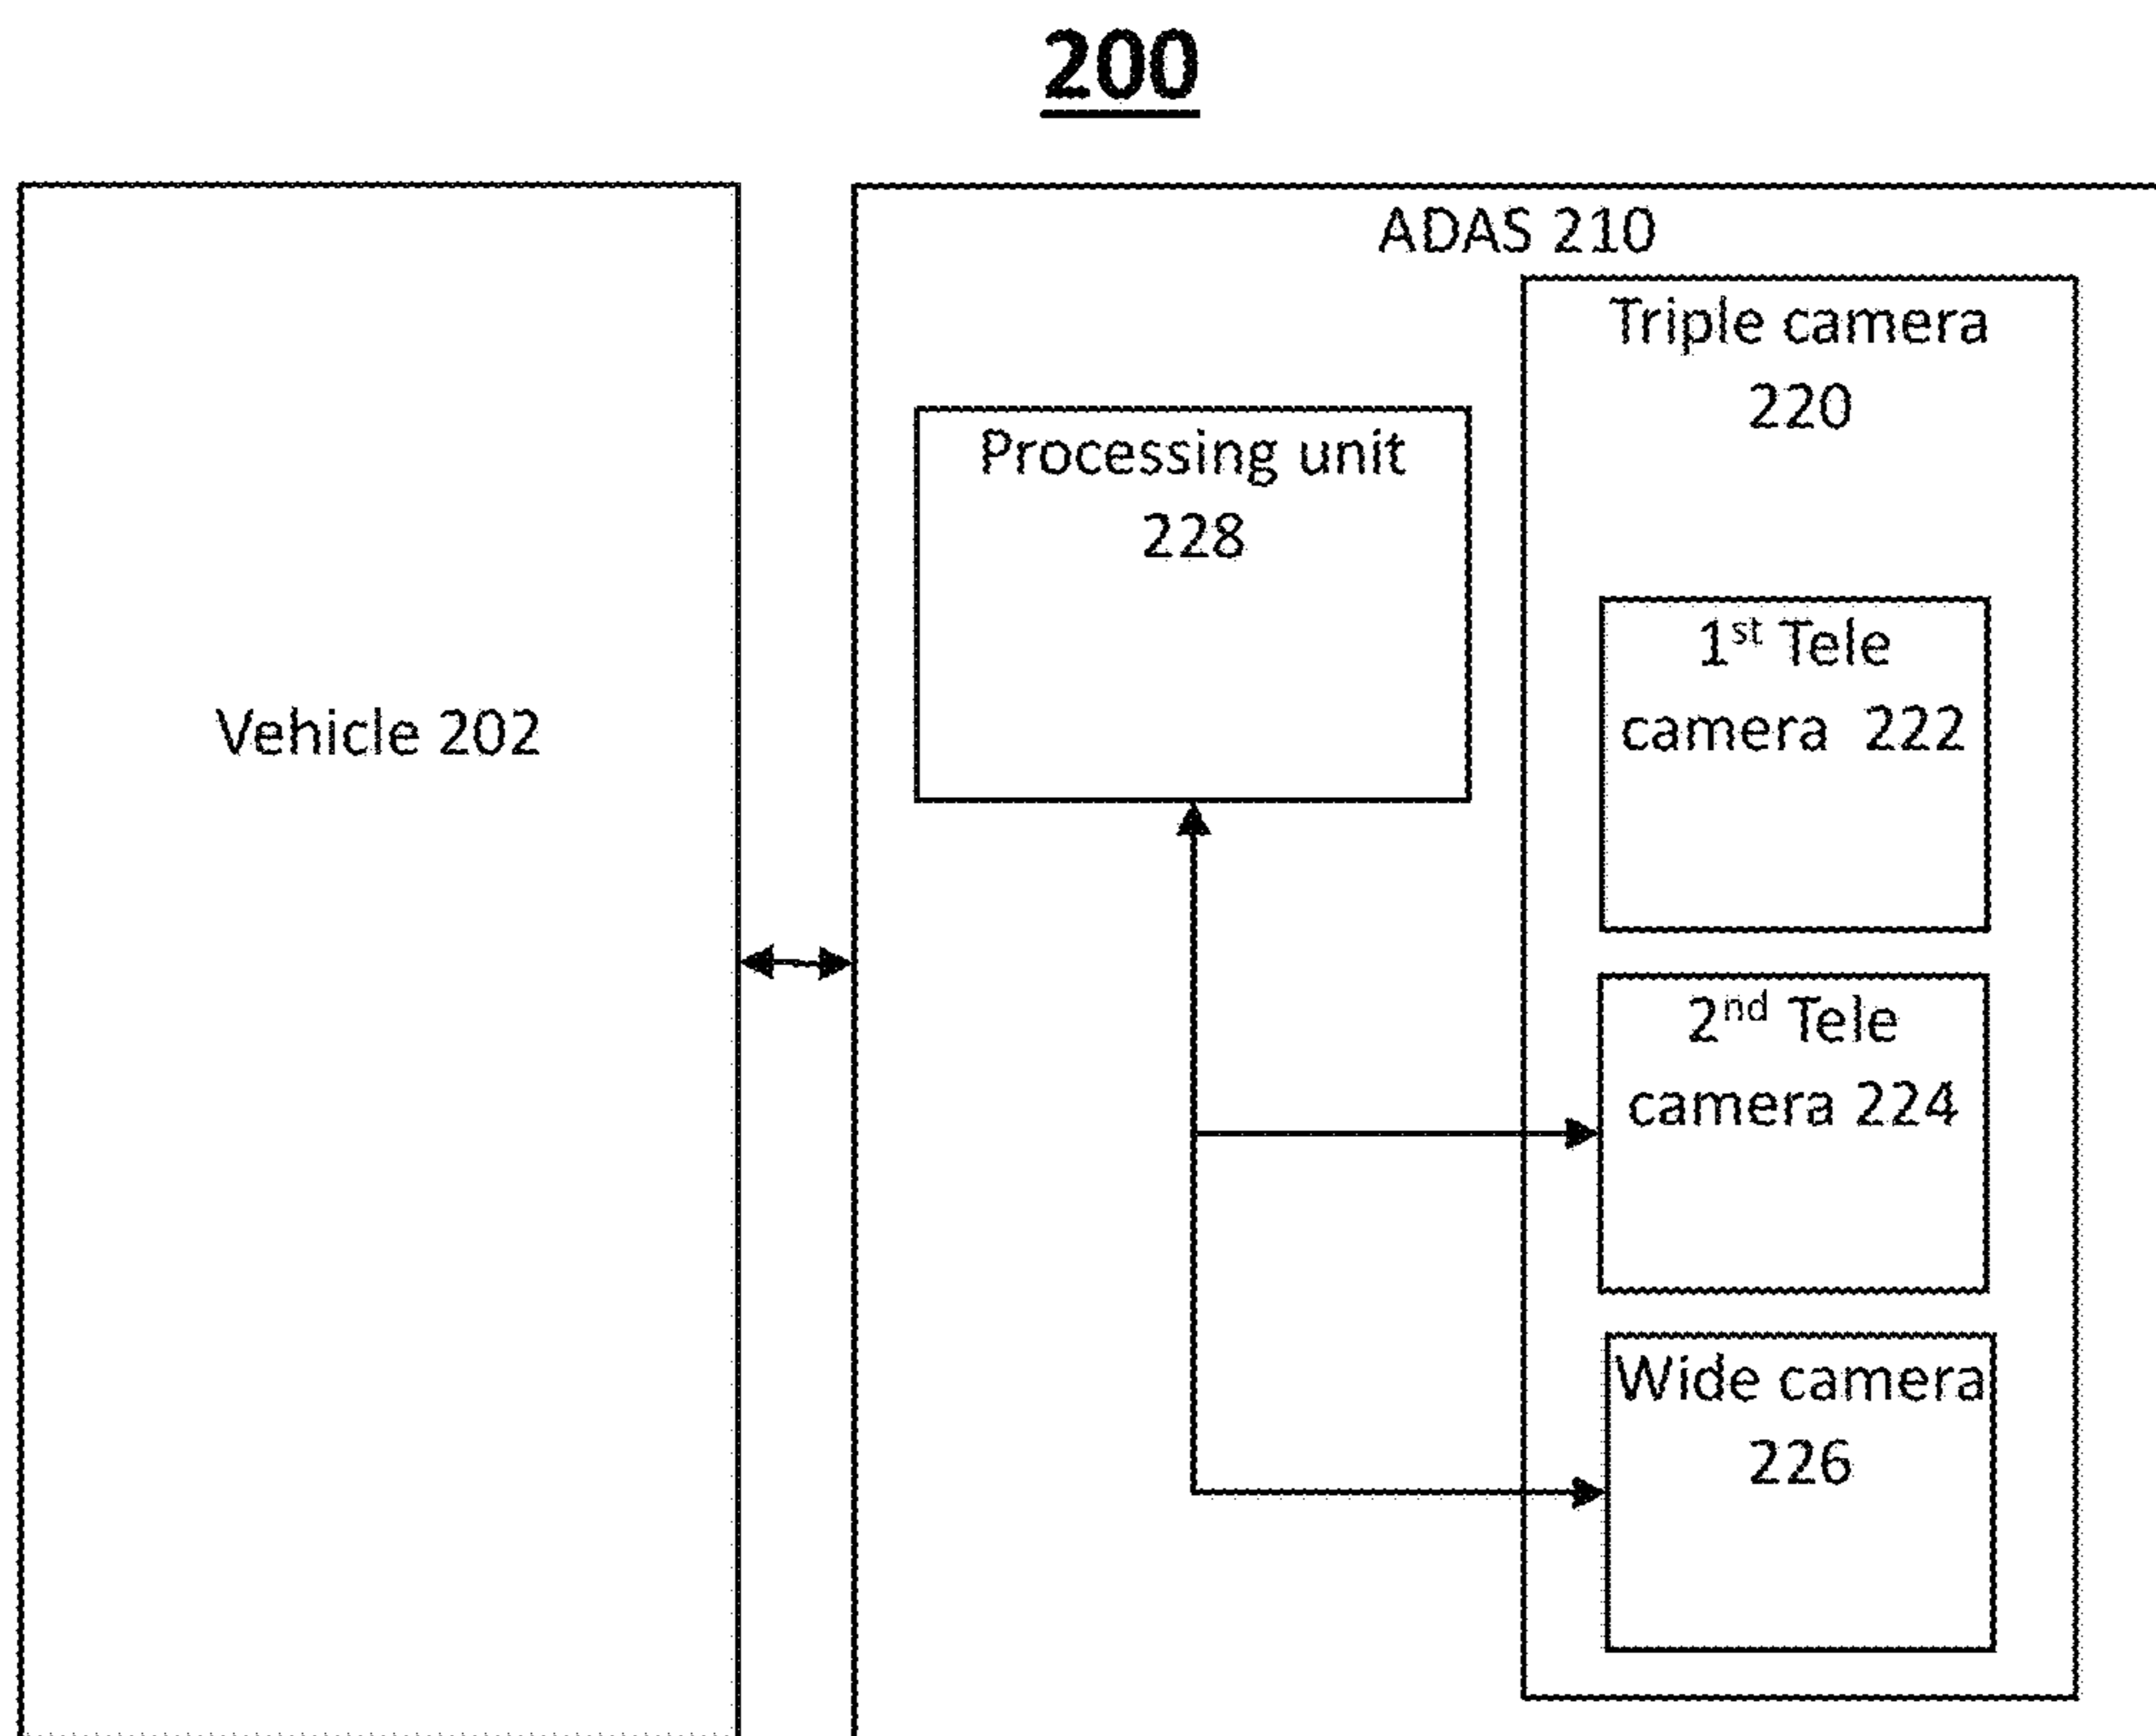 200
ADAS 210
Triple camera
220
Processing unit
228
1st Tele
camera 222
Vehicle 202
2nd Tele
camera 224
Wide camera
226